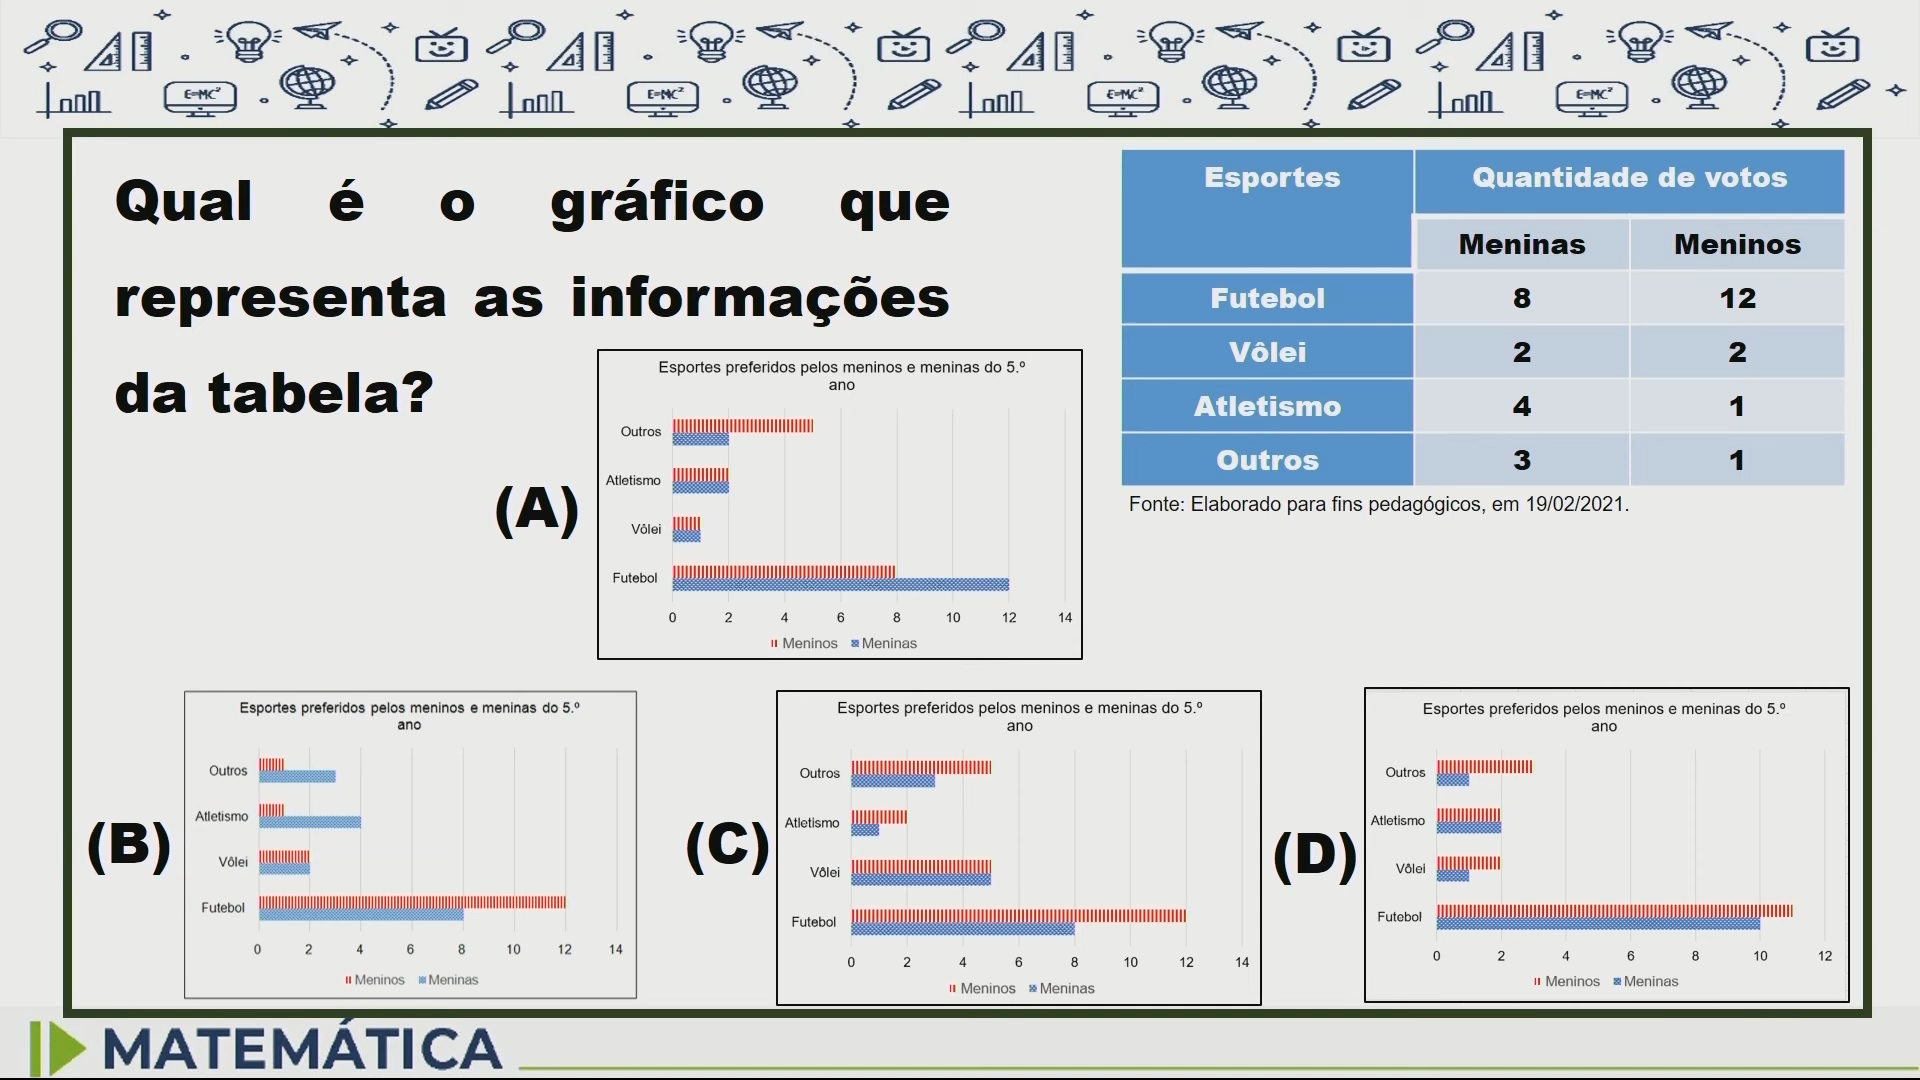 E=MC²
E=MC²
E=MC²
E=MC²
Qual é o gráfico que
representa as informações
da tabela?
Esportes Quantidade de votos
Meninas Meninos
Futebol 8 12
Vôlei 2 2
Atletismo 4 1
Outros 3 1
Fonte: Elaborado para fins pedagógicos, em 19/02/2021.
(A)
Esportes preferidos pelos meninos e meninas do 5.º
ano
Outros
Atletismo
Vôlei
Futebol
0 2 4 6 8 10 12 14
Meninos Meninas
(B)
Esportes preferidos pelos meninos e meninas do 5.º
ano
Outros
Atletismo
Vôlei
Futebol
0 2 4 6 8 10 12 14
Meninos Meninas
(C)
Esportes preferidos pelos meninos e meninas do 5.º
ano
Outros
Atletismo
Vôlei
Futebol
0 2 4 6 8 10 12 14
Meninos Meninas
(D)
Esportes preferidos pelos meninos e meninas do 5.º
ano
Outros
Atletismo
Vôlei
Futebol
0 2 4 6 8 10 12
Meninos Meninas
MATEMÁTICA